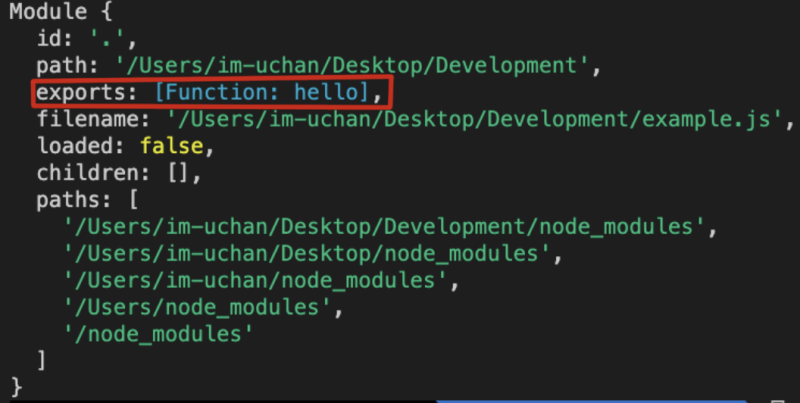 Module {
  id: '.',
  path: '/Users/im-uchan/Desktop/Development',
  exports: [Function: hello],
  filename: '/Users/im-uchan/Desktop/Development/example.js',
  loaded: false,
  children: [],
  paths: [
    '/Users/im-uchan/Desktop/Development/node_modules',
    '/Users/im-uchan/Desktop/node_modules',
    '/Users/im-uchan/node_modules',
    '/Users/node_modules',
    '/node_modules'
  ]
}